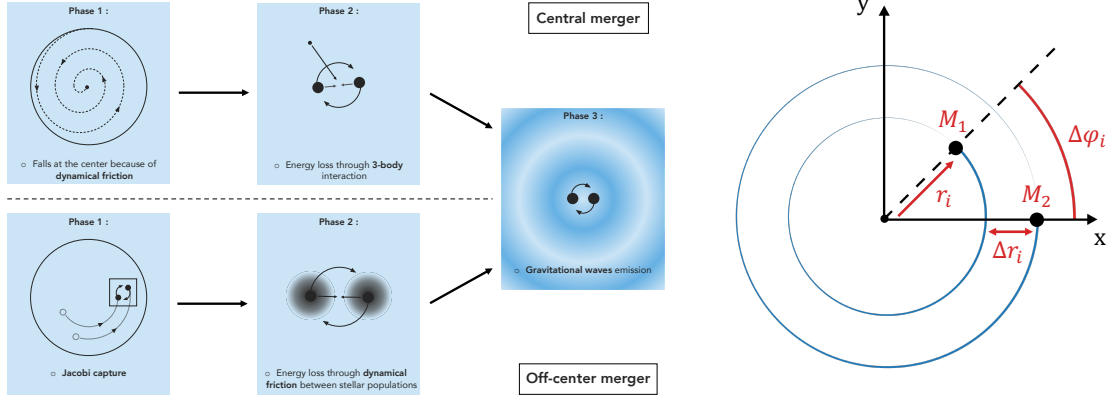 Phase 1 :
○ Falls at the center because of
dynamical friction
Phase 2 :
○ Energy loss through 3-body
interaction
Central merger
Phase 3 :
○ Gravitational waves emission
Phase 1 :
○ Jacobi capture
Phase 2 :
○ Energy loss through dynamical
friction between stellar populations
Off-center merger
y
M₁
Δφᵢ
rᵢ
M₂
x
Δrᵢ